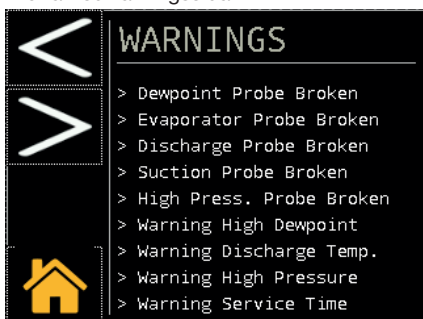 WARNINGS
> Dewpoint Probe Broken
> Evaporator Probe Broken
> Discharge Probe Broken
> Suction Probe Broken
> High Press. Probe Broken
> Warning High Dewpoint
> Warning Discharge Temp.
> Warning High Pressure
> Warning Service Time